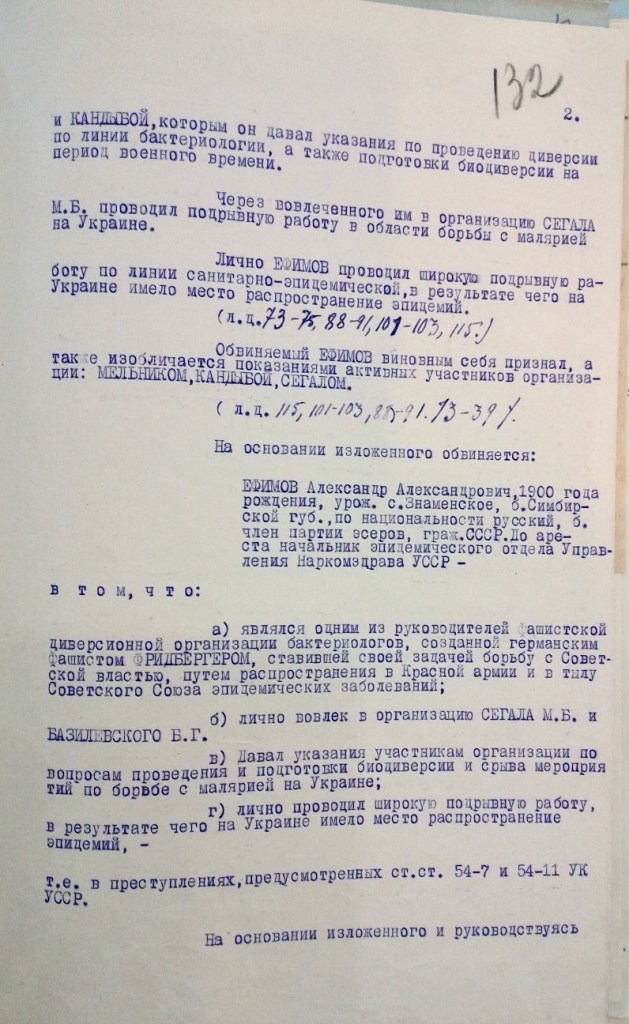 132
2.
и КАНДЫБОЙ,которым он давал указания по проведению диверсии
по линии бактериологии, а также подготовки биодиверсии на
период военного времени.
Через вовлеченного им в организацию СЕГАЛА
М.Б. проводил подрывную работу в области борьбы с малярией
на Украине.
Лично ЕФИМОВ проводил широкую подрывную ра-
боту по линии санитарно-эпидемической,в результате чего на
Украине имело место распространение эпидемий.
(л.д.73-75, 88-91, 101-103, 115.)
Обвиняемый ЕФИМОВ виновным себя признал, а
также изобличается показаниями активных участников организа-
ции: МЕЛЬНИКОМ,КАНДЫБОЙ,СЕГАЛОМ.
( л.д. 115, 101-103, 88-91. 73-39).
На основании изложенного обвиняется:
ЕФИМОВ Александр Александрович,1900 года
рождения, урож. с.Знаменское, б.Симбир-
ской губ.,по национальности русский, б.
член партии эсеров, граж.СССР.До аре-
ста начальник эпидемического отдела Управ-
ления Наркомздрава УССР -
в т о м, ч т о:
а) являлся одним из руководителей фашистской
диверсионной организации бактериологов, созданной германским
фашистом ФРИДБЕРГЕРОМ, ставившей своей задачей борьбу с Совет-
ской властью, путем распространения в Красной армии и в тылу
Советского Союза эпидемических заболеваний;
б) лично вовлек в организацию СЕГАЛА М.Б. и
БАЗИЛЕВСКОГО Б.Г.
в) Давал указания участникам организации по
вопросам проведения и подготовки биодиверсии и срыва мероприя
тий по борьбе с малярией на Украине;
г) лично проводил широкую подрывную работу,
в результате чего на Украине имело место распространение
эпидемий, -
т.е. в преступлениях,предусмотренных ст.ст. 54-7 и 54-11 УК
УССР.
На основании изложенного и руководствуясь